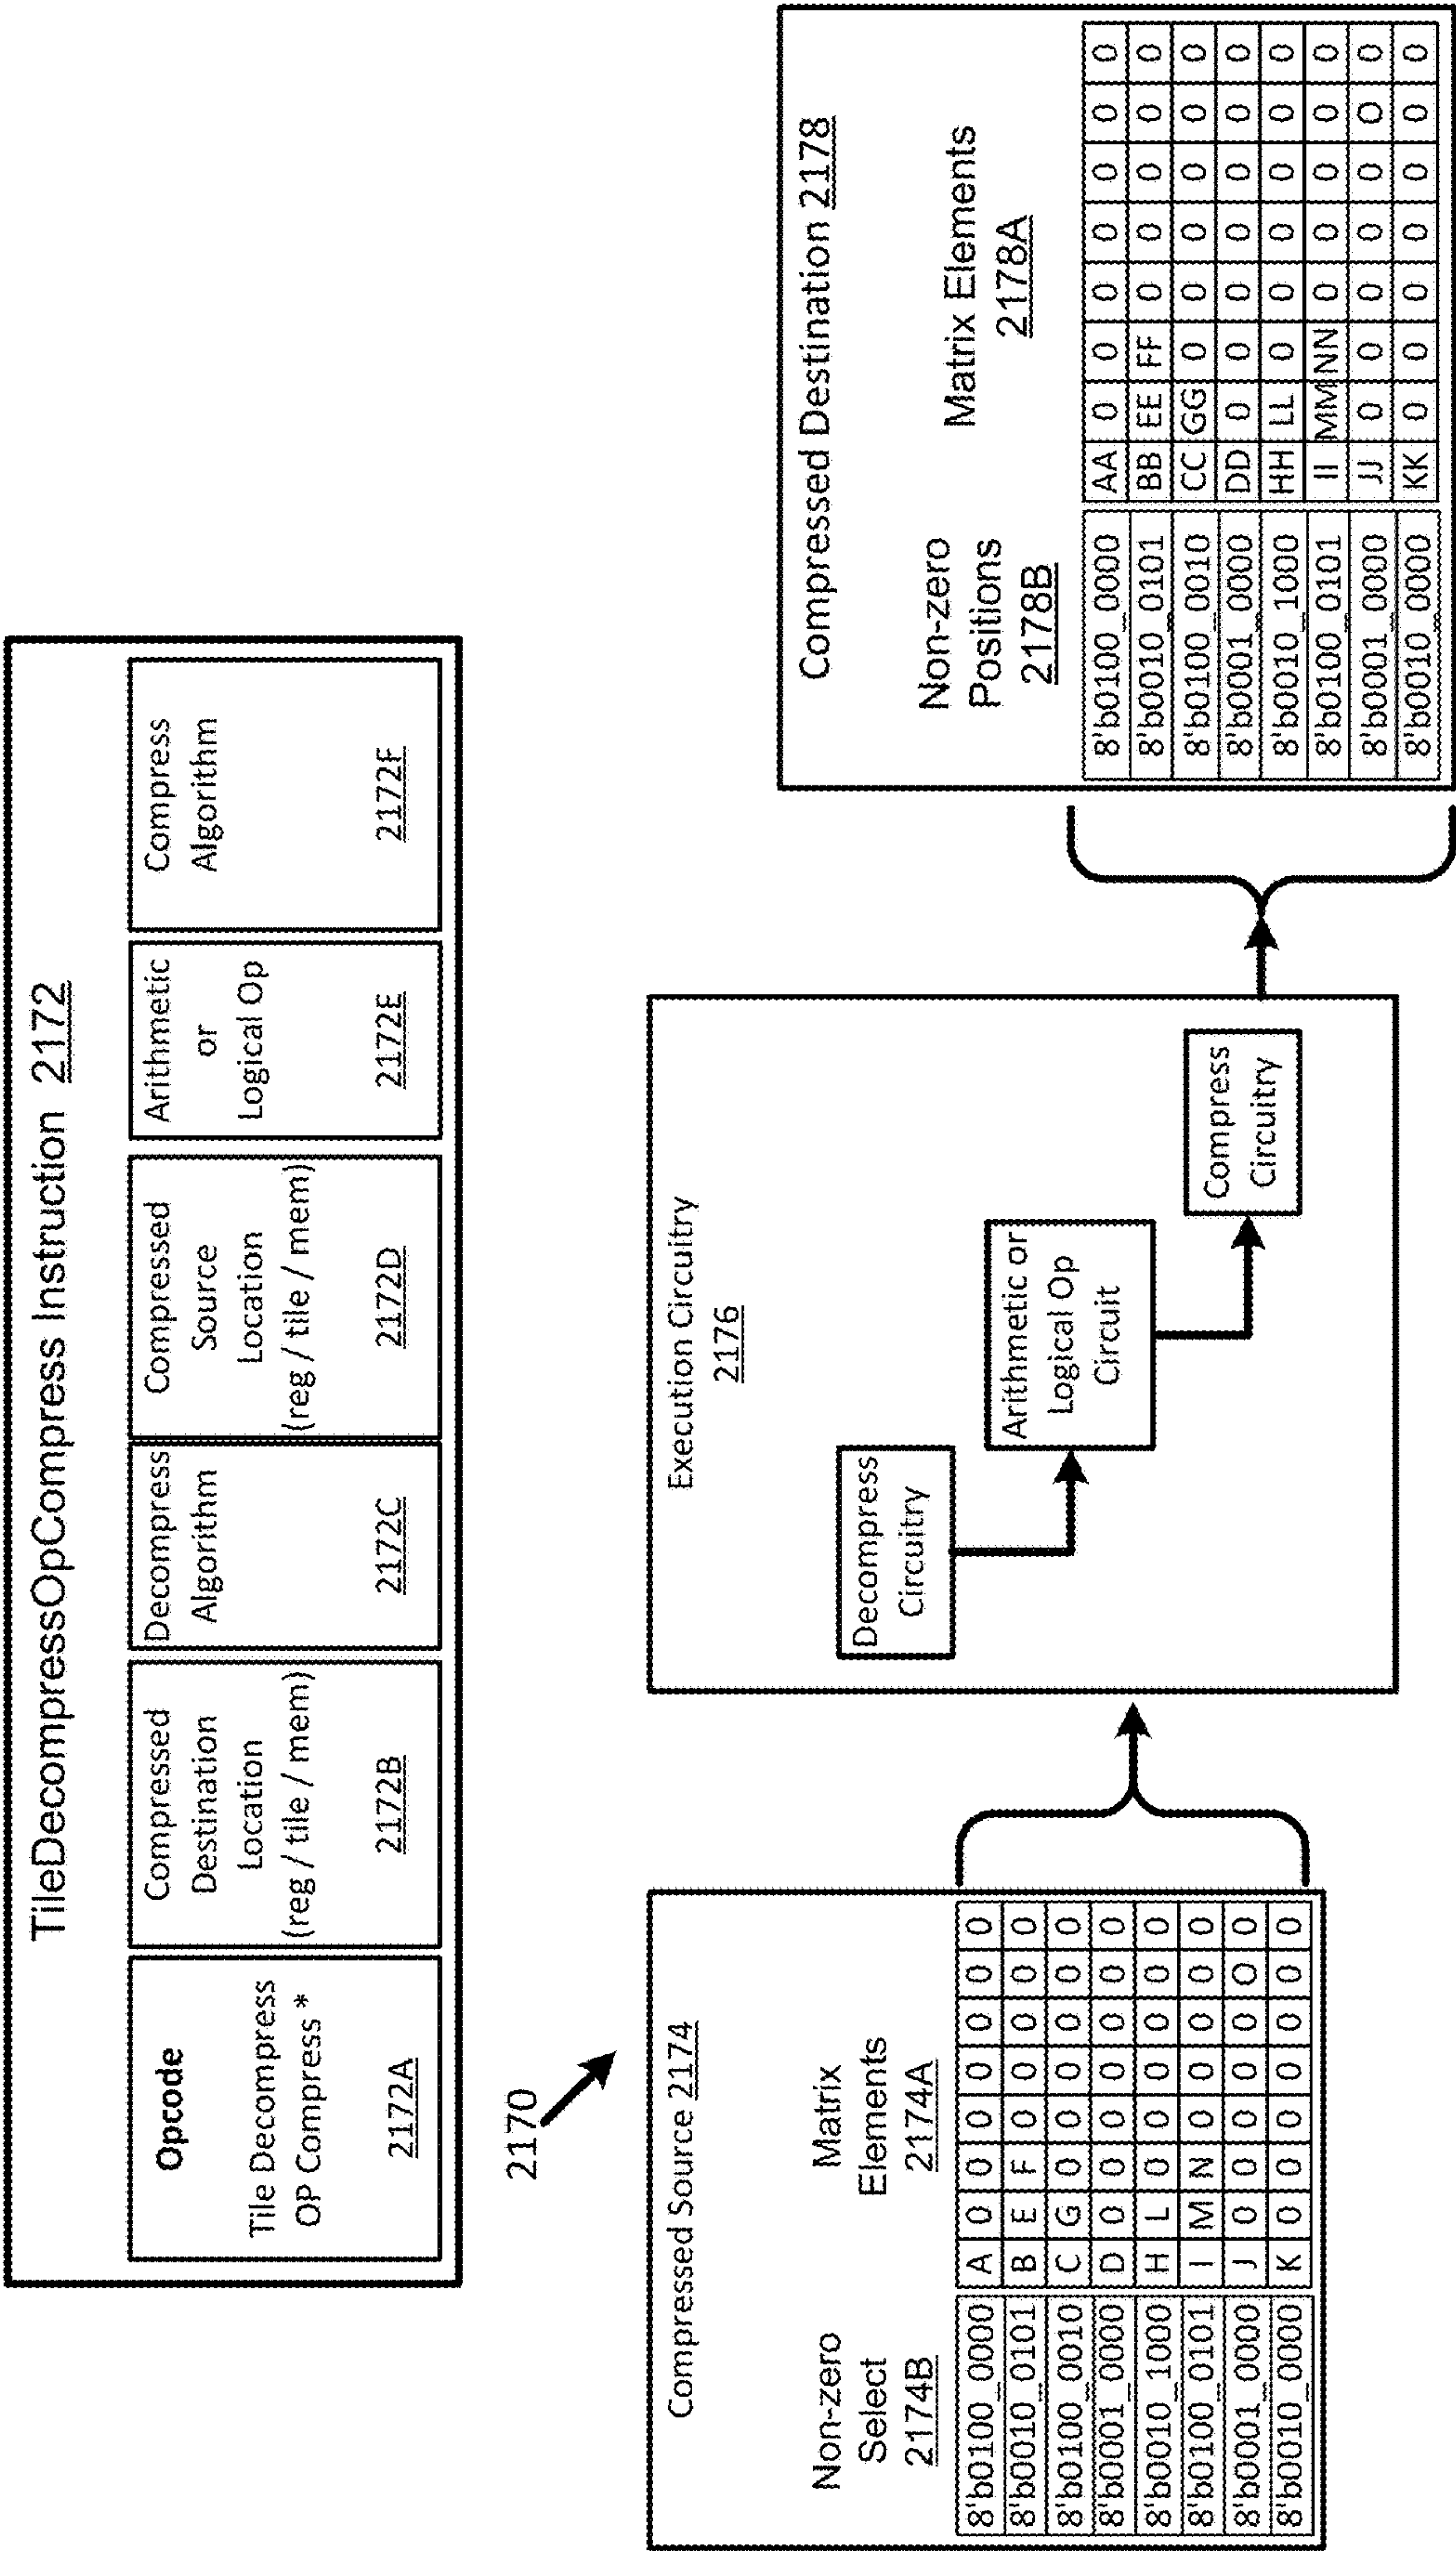 TileDecompressOpCompress Instruction 2172
Opcode
Tile Decompress
OP Compress *
2172A
Compressed
Destination
Location
(reg / tile / mem)
2172B
Decompress
Algorithm
2172C
Compressed
Source
Location
(reg / tile / mem)
2172D
Arithmetic
or
Logical Op
2172E
Compress
Algorithm
2172F
2170
Compressed Source 2174
Non-zero
Select
2174B
Matrix
Elements
2174A
8'b0100_0000 A 0 0 0 0 0 0 0
8'b0010_0101 B E F 0 0 0 0 0
8'b0100_0010 C G 0 0 0 0 0 0
8'b0001_0000 D 0 0 0 0 0 0 0
8'b0010_1000 H L 0 0 0 0 0 0
8'b0100_0101 I M N 0 0 0 0 0
8'b0001_0000 J 0 0 0 0 0 O 0
8'b0010_0000 K 0 0 0 0 0 0 0
Execution Circuitry
2176
Decompress
Circuitry
Arithmetic or
Logical Op
Circuit
Compress
Circuitry
Compressed Destination 2178
Non-zero
Positions
2178B
Matrix Elements
2178A
8'b0100_0000 AA 0 0 0 0 0 0 0
8'b0010_0101 BB EE FF 0 0 0 0 0
8'b0100_0010 CC GG 0 0 0 0 0 0
8'b0001_0000 DD 0 0 0 0 0 0 0
8'b0010_1000 HH LL 0 0 0 0 0 0
8'b0100_0101 II MM NN 0 0 0 0 0
8'b0001_0000 JJ 0 0 0 0 0 O 0
8'b0010_0000 KK 0 0 0 0 0 0 0